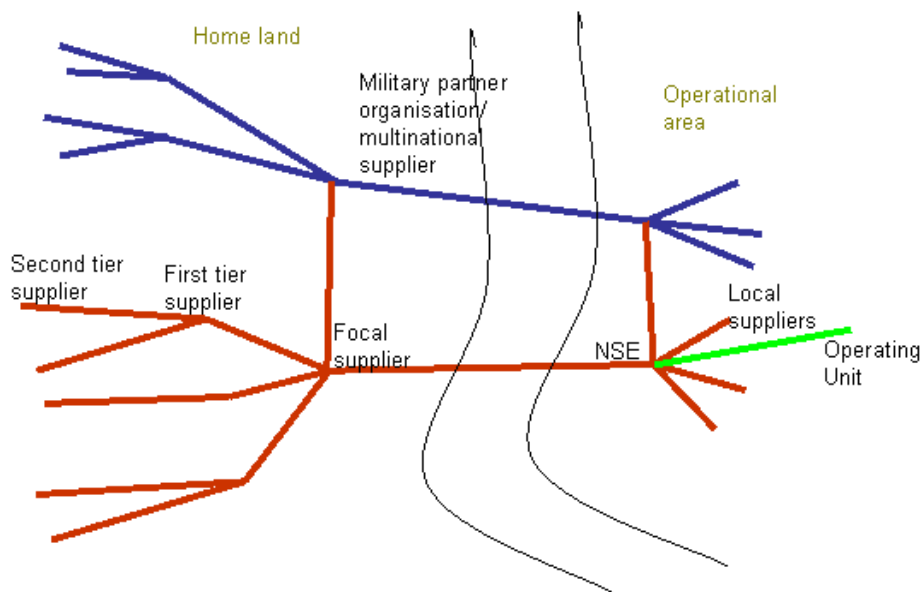 Home land
Military partner
organisation/
multinational
supplier
Operational
area
Second tier
supplier
First tier
supplier
Focal
supplier
NSE
Local
suppliers
Operating
Unit